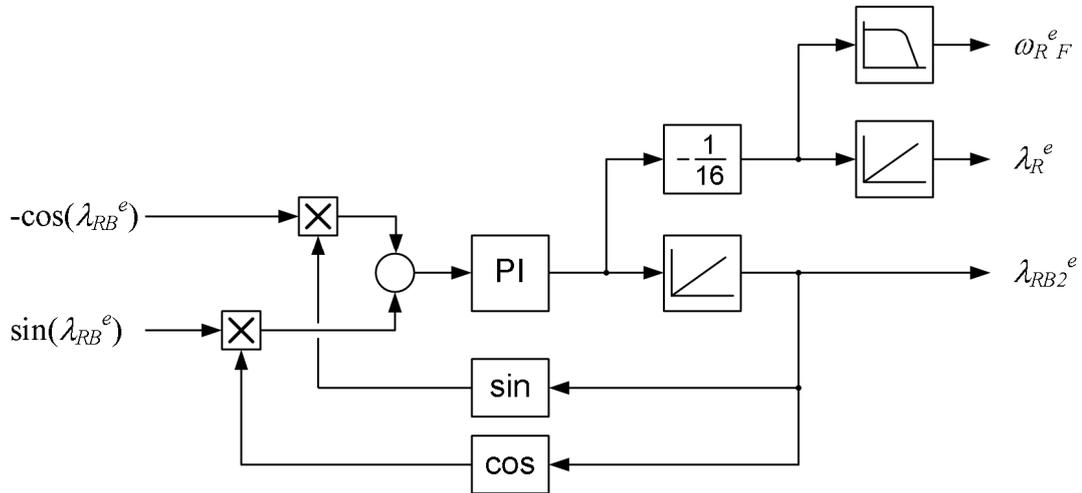 ω_R^e_F
-1/16
λ_R^e
-cos(λ_RB^e)
PI
λ_RB2^e
sin(λ_RB^e)
sin
cos